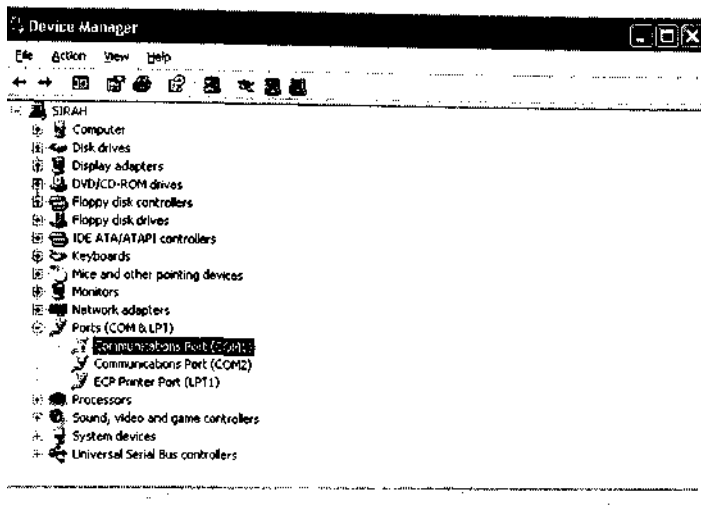 Device Manager
File Action View Help
SIRAH
Computer
Disk drives
Display adapters
DVD/CD-ROM drives
Floppy disk controllers
Floppy disk drives
IDE ATA/ATAPI controllers
Keyboards
Mice and other pointing devices
Monitors
Network adapters
Ports (COM & LPT)
Communications Port (COM1)
Communications Port (COM2)
ECP Printer Port (LPT1)
Processors
Sound, video and game controllers
System devices
Universal Serial Bus controllers